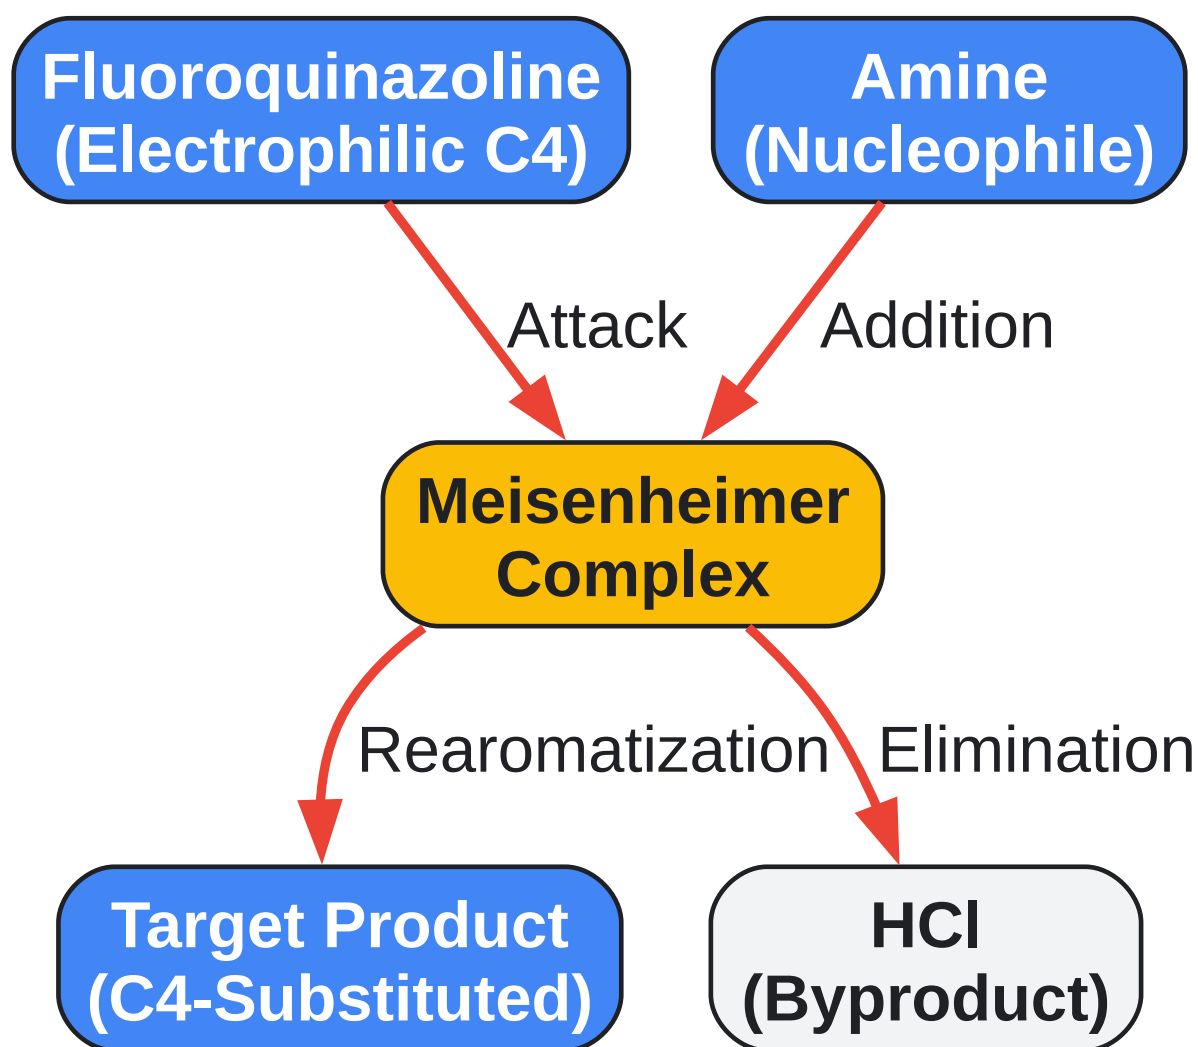 Fluoroquinazoline
(Electrophilic C4)
Amine
(Nucleophile)
Attack
Addition
Meisenheimer
Complex
Rearomatization
Elimination
Target Product
(C4-Substituted)
HCl
(Byproduct)